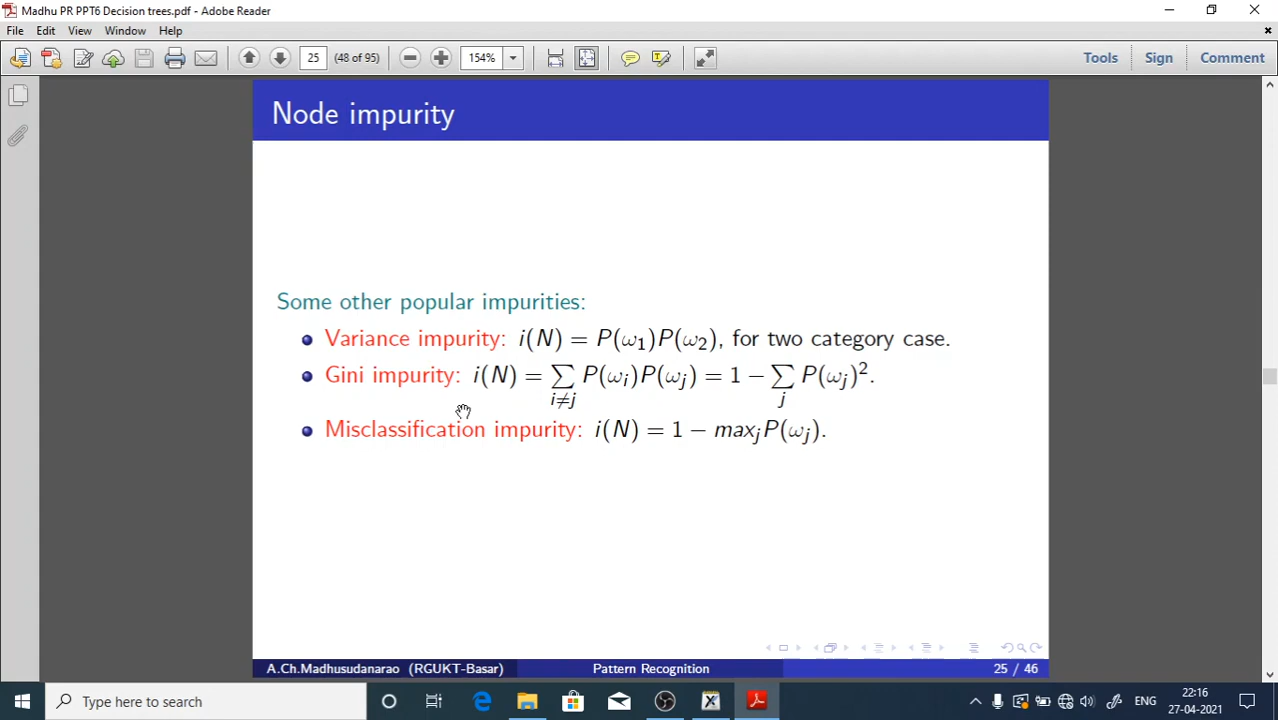 Madhu PR PPT6 Decision trees.pdf - Adobe Reader
File Edit View Window Help
25 (48 of 95) 154% Tools Sign Comment
Node impurity
Some other popular impurities:
Variance impurity: i(N) = P(ω₁)P(ω₂), for two category case.
Gini impurity: i(N) = ∑ P(ωᵢ)P(ωⱼ) = 1 − ∑ P(ωⱼ)².
i≠j j
Misclassification impurity: i(N) = 1 − maxⱼP(ωⱼ).
A.Ch.Madhusudanarao (RGUKT-Basar) Pattern Recognition 25 / 46
Type here to search ENG 22:16
27-04-2021